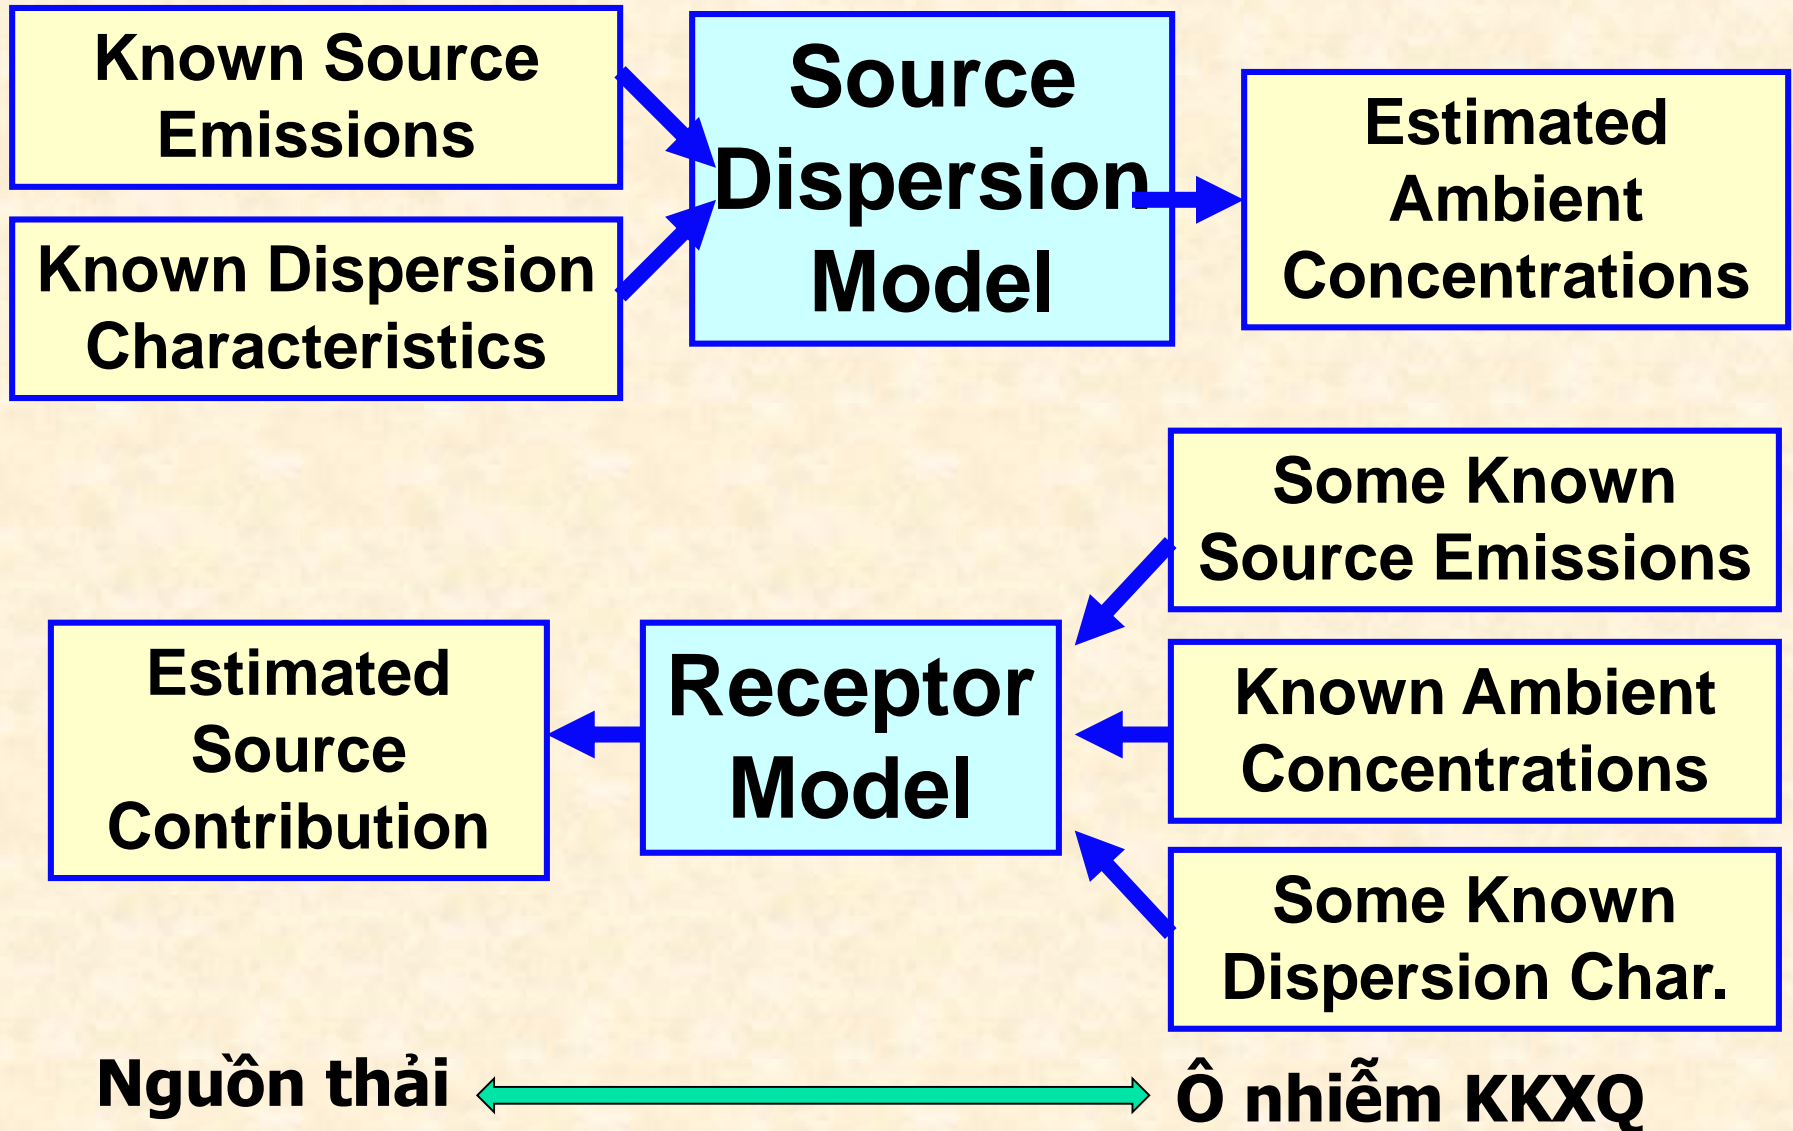 Known Source
Emissions
Known Dispersion
Characteristics
Source
Dispersion
Model
Estimated
Ambient
Concentrations
Some Known
Source Emissions
Known Ambient
Concentrations
Some Known
Dispersion Char.
Receptor
Model
Estimated
Source
Contribution
Nguồn thải
Ô nhiễm KKXQ